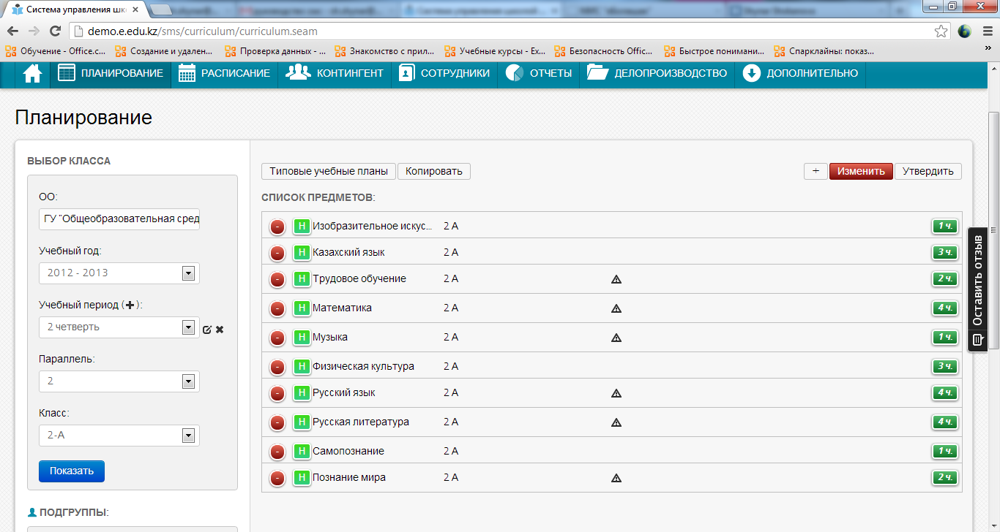 Система управления шк
Система управления школой
demo.e.edu.kz/sms/curriculum/curriculum.seam
Обучение - Office.c... Создание и удален... Проверка данных - ... Знакомство с прил... Учебные курсы - Ex... Безопасность Offic... Быстрое понимани... Спарклайны: показ... »
ПЛАНИРОВАНИЕ РАСПИСАНИЕ КОНТИНГЕНТ СОТРУДНИКИ ОТЧЕТЫ ДЕЛОПРОИЗВОДСТВО ДОПОЛНИТЕЛЬНО
Планирование
ВЫБОР КЛАССА
ОО:
ГУ "Общеобразовательная сред
Учебный год:
2012 - 2013
Учебный период (+):
2 четверть
Параллель:
2
Класс:
2-А
Показать
ПОДГРУППЫ:
Типовые учебные планы Копировать + Изменить Утвердить
СПИСОК ПРЕДМЕТОВ:
- Н Изобразительное искус... 2 А 1 ч.
- Н Казахский язык 2 А 3 ч.
- Н Трудовое обучение 2 А 2 ч.
- Н Математика 2 А 4 ч.
- Н Музыка 2 А 1 ч.
- Н Физическая культура 2 А 3 ч.
- Н Русский язык 2 А 4 ч.
- Н Русская литература 2 А 4 ч.
- Н Самопознание 2 А 1 ч.
- Н Познание мира 2 А 2 ч.
Оставить отзыв